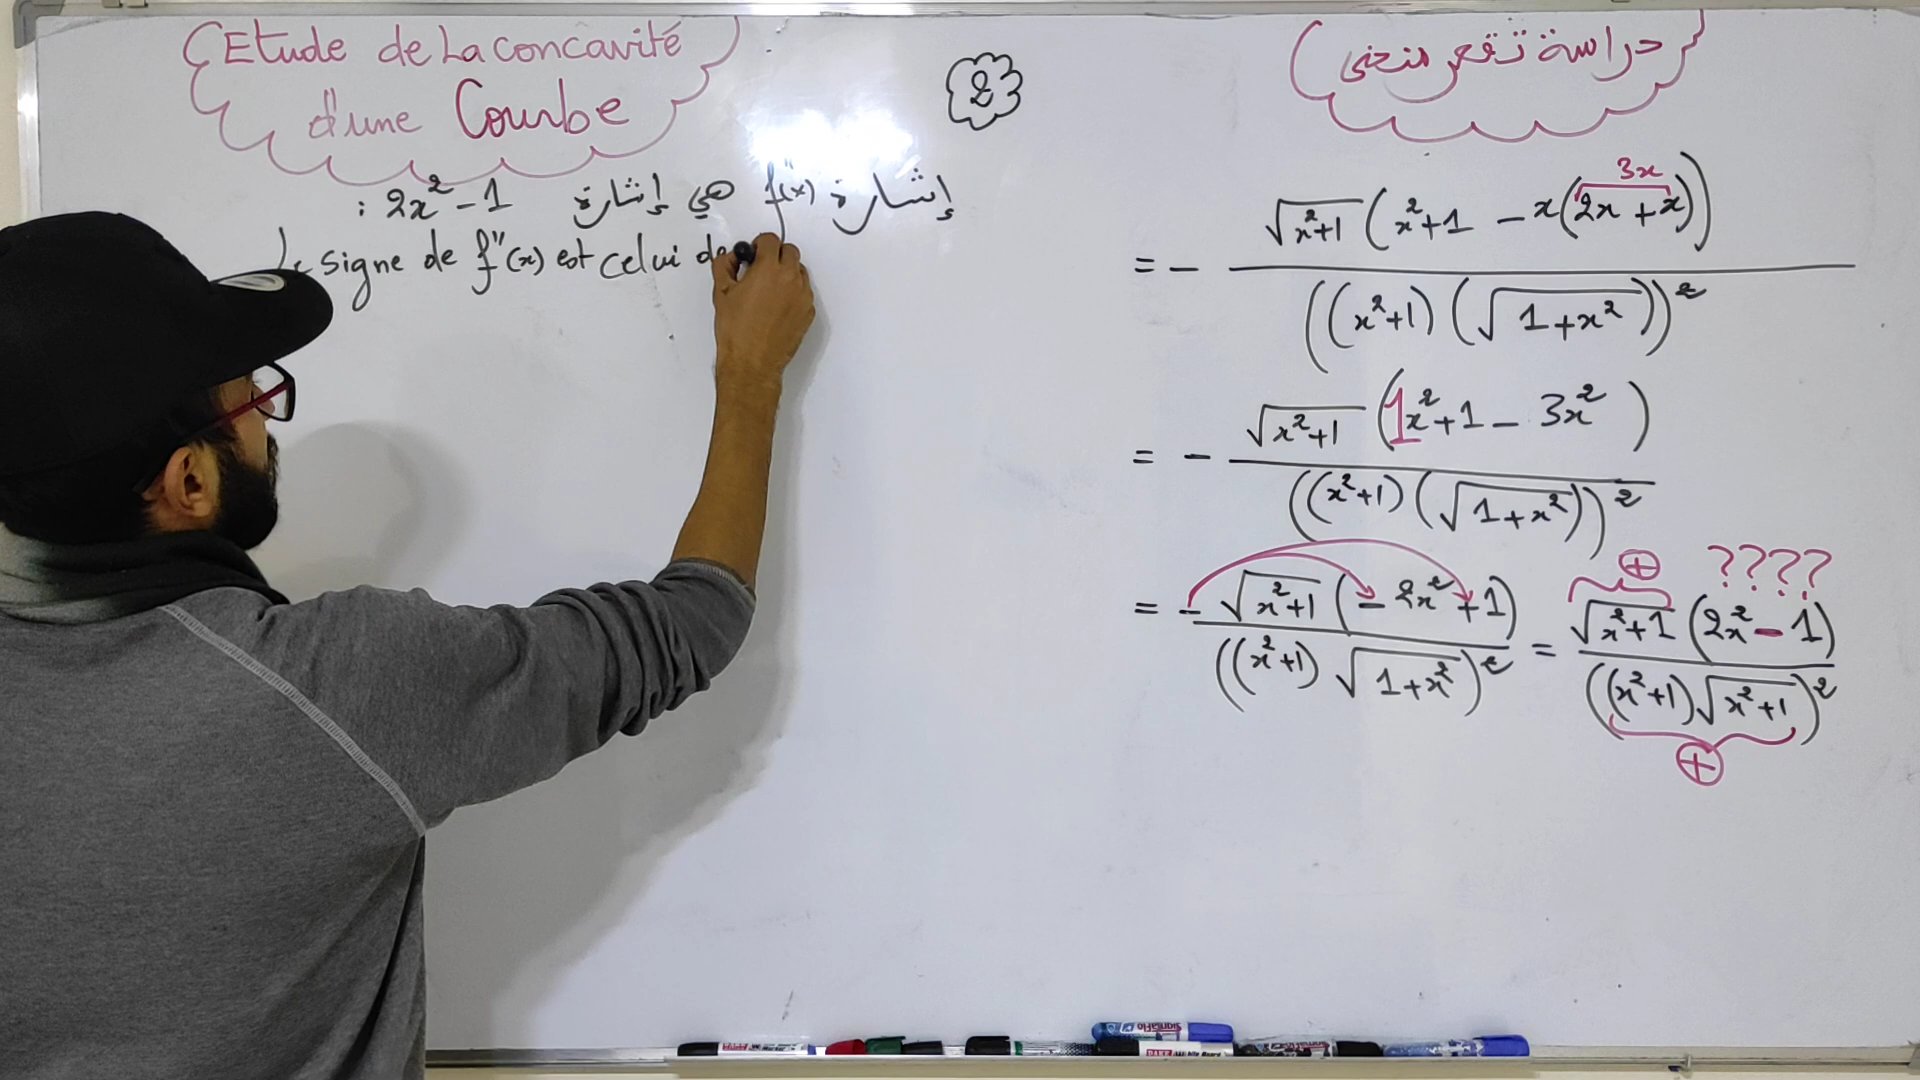 Etude de La concavité
d'une Courbe
2
دراسة تقعر منحنى
إشارة f''(x) هي إشارة 2x² - 1 :
Le signe de f''(x) est celui de
3x
= - √(x²+1) (x²+1 - x(2x + x)) / ((x²+1)(√(1+x²)))²
= - √(x²+1) (1x²+1 - 3x²) / ((x²+1)(√(1+x²)))²
⊕ ????
= - √(x²+1) (-2x²+1) / ((x²+1)√(1+x²))² = √(x²+1) (2x² - 1) / ((x²+1)√(x²+1))²
⊕